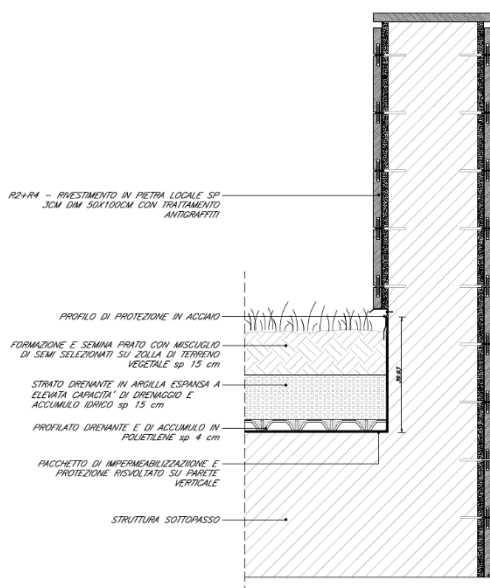 R2+R4 - RIVESTIMENTO IN PIETRA LOCALE SP
3CM DIM 50X100CM CON TRATTAMENTO
ANTIGRAFFITI
PROFILO DI PROTEZIONE IN ACCIAIO
FORMAZIONE E SEMINA PRATO CON MISCUGLIO
DI SEMI SELEZIONATI SU ZOLLA DI TERRENO
VEGETALE sp 15 cm
STRATO DRENANTE IN ARGILLA ESPANSA A
ELEVATA CAPACITA' DI DRENAGGIO E
ACCUMULO IDRICO sp 15 cm
PROFILATO DRENANTE E DI ACCUMULO IN
POLIETILENE sp 4 cm
PACCHETTO DI IMPERMEABILIZZAZIIONE E
PROTEZIONE RISVOLTATO SU PARETE
VERTICALE
STRUTTURA SOTTOPASSO